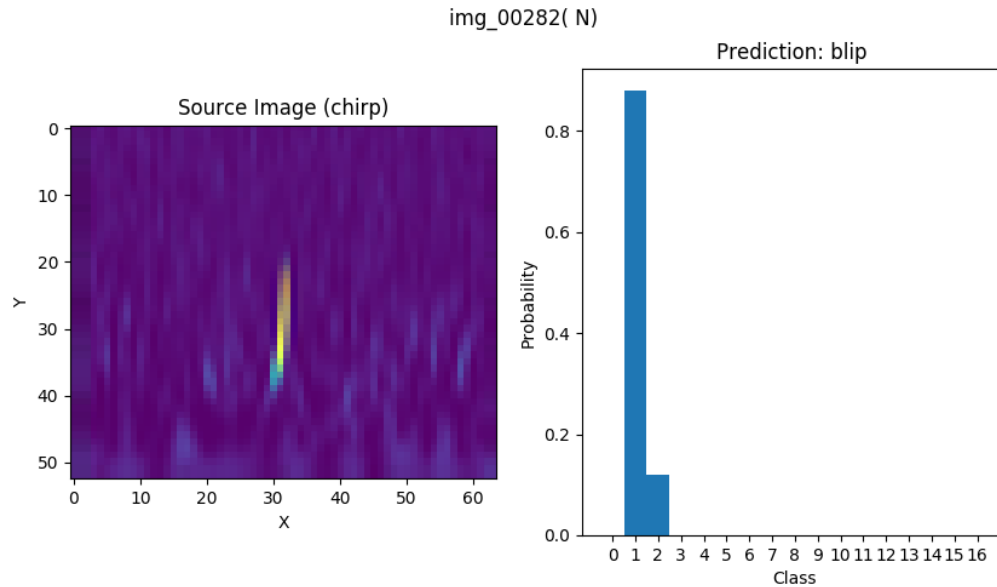 img_00282( N)
Source Image (chirp)
0
10
20
30
40
50
Y
0 10 20 30 40 50 60
X
Prediction: blip
0.8
0.6
0.4
0.2
0.0
Probability
0 1 2 3 4 5 6 7 8 9 10 11 12 13 14 15 16
Class